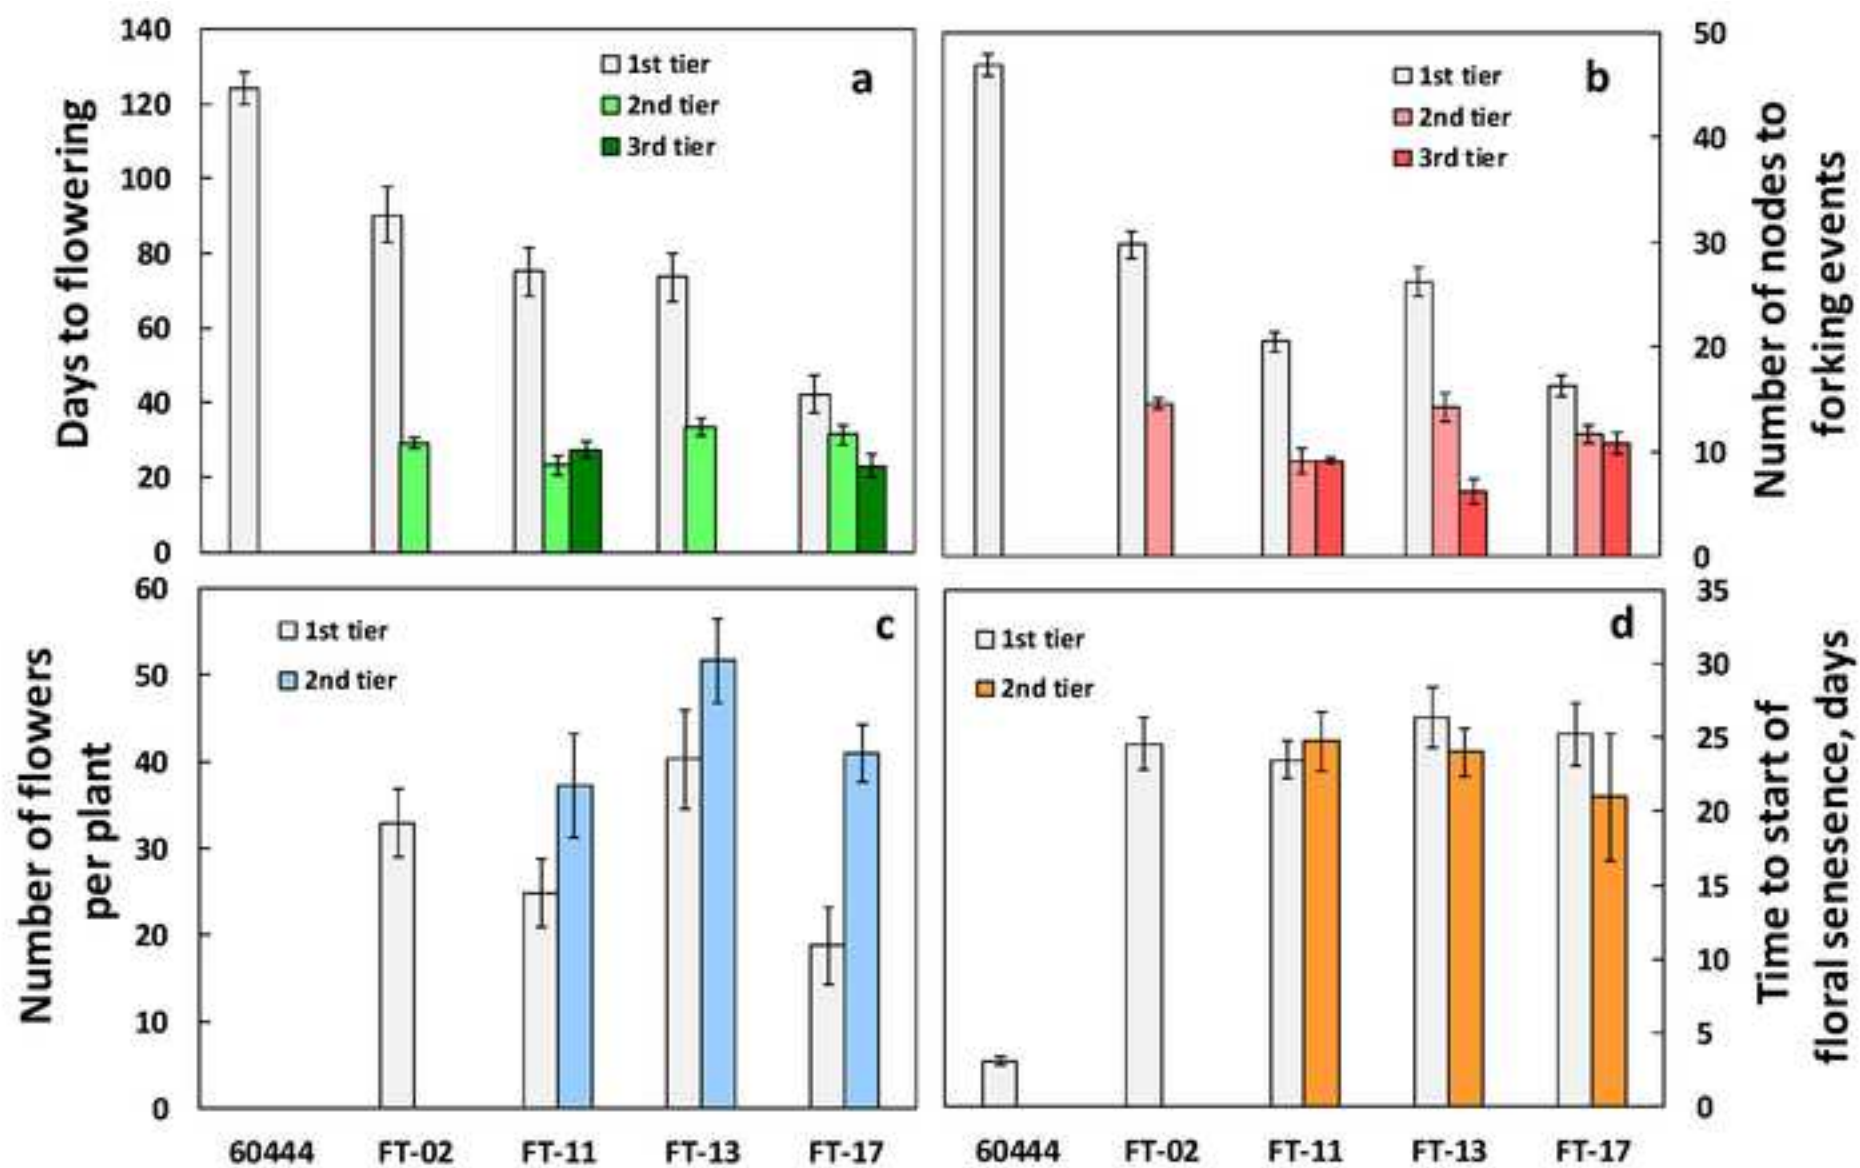 Days to flowering
140
120
100
80
60
40
20
0
1st tier
2nd tier
3rd tier
a
1st tier
2nd tier
3rd tier
b
50
40
30
20
10
0
Number of nodes to
forking events
Number of flowers
per plant
60
50
40
30
20
10
0
1st tier
2nd tier
c
1st tier
2nd tier
d
35
30
25
20
15
10
5
0
Time to start of
floral senesence, days
60444 FT-02 FT-11 FT-13 FT-17
60444 FT-02 FT-11 FT-13 FT-17